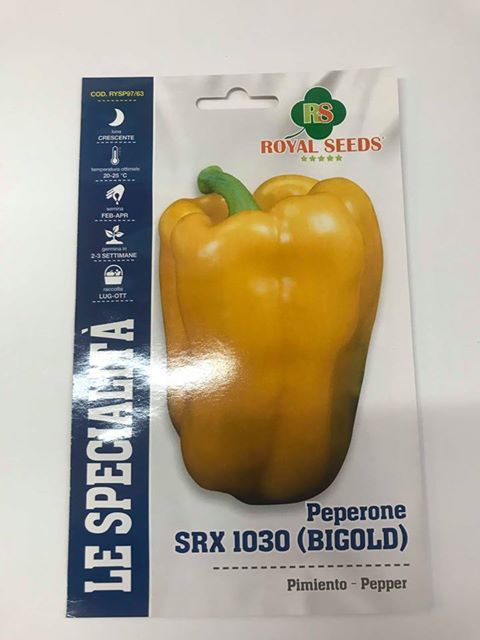 COD. RYSP97/63
luna
CRESCENTE
temperatura ottimale
20-25 °C
semina
FEB-APR
germina in
2-3 SETTIMANE
raccolta
LUG-OTT
LE SPECIALITÀ
RS
ROYAL SEEDS®
Peperone
SRX 1030 (BIGOLD)
Pimiento - Pepper